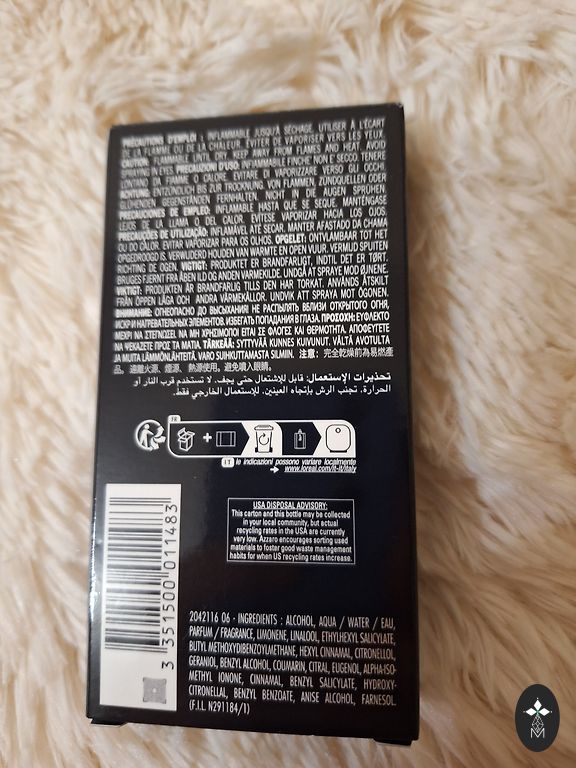 PRÉCAUTIONS D'EMPLOI : INFLAMMABLE JUSQU'À SÉCHAGE. UTILISER À L'ÉCART
DE LA FLAMME OU DE LA CHALEUR. ÉVITER DE VAPORISER VERS LES YEUX.
CAUTION: FLAMMABLE UNTIL DRY. KEEP AWAY FROM FLAMES AND HEAT. AVOID
SPRAYING IN EYES. PRECAUZIONI D'USO: INFIAMMABILE FINCHÈ NON E' SECCO. TENERE
LONTANO DA FIAMME O CALORE. EVITARE DI VAPORIZZARE VERSO GLI OCCHI.
ACHTUNG: ENTZÜNDLICH BIS ZUR TROCKNUNG. VON FLAMMEN, ZÜNDQUELLEN ODER
GLÜHENDEN GEGENSTÄNDEN FERNHALTEN. NICHT IN DIE AUGEN SPRÜHEN.
PRECAUCIONES DE EMPLEO: INFLAMABLE HASTA QUE SE SEQUE. MANTÉNGASE
LEJOS DE LA LLAMA O DEL CALOR. EVITESE VAPORIZAR HACIA LOS OJOS.
PRECAUÇÕES DE UTILIZAÇÃO: INFLAMÁVEL ATÉ SECAR. MANTER AFASTADO DA CHAMA
OU DO CALOR. EVITAR VAPORIZAR PARA OS OLHOS. OPGELET: ONTVLAMBAAR TOT HET
OPGEDROOGD IS. VERWIJDERD HOUDEN VAN WARMTE EN OPEN VUUR. VERMIJD SPUITEN
RICHTING DE OGEN. VIGTIGT: PRODUKTET ER BRANDFARLIGT, INDTIL DET ER TØRT.
BRUGES FJERNT FRA ÅBEN ILD OG ANDEN VARMEKILDE. UNDGÅ AT SPRAYE MOD ØJNENE.
VIKTIGT: PRODUKTEN ÄR BRANDFARLIG TILLS DEN HAR TORKAT. ANVÄNDS ÅTSKILT
FRÅN ÖPPEN LÅGA OCH ANDRA VÄRMEKÄLLOR. UNDVIK ATT SPRAYA MOT ÖGONEN.
ВНИМАНИЕ: ОГНЕОПАСНО ДО ВЫСЫХАНИЯ! НЕ РАСПЫЛЯТЬ ВБЛИЗИ ОТКРЫТОГО ОГНЯ,
ИСКР И НАГРЕВАТЕЛЬНЫХ ЭЛЕМЕНТОВ. ИЗБЕГАТЬ ПОПАДАНИЯ В ГЛАЗА. ΠΡΟΣΟΧΗ: ΕΥΦΛΕΚΤΟ
ΜΕΧΡΙ ΝΑ ΣΤΕΓΝΩΣΕΙ. ΝΑ ΜΗ ΧΡΗΣΙΜΟΠΟΙΕΙΤΑΙ ΣΕ ΦΛΟΓΕΣ ΚΑΙ ΘΕΡΜΟΤΗΤΑ. ΑΠΟΦΕΥΓΕΤΕ
ΝΑ ΨΕΚΑΖΕΤΕ ΠΡΟΣ ΤΑ ΜΑΤΙΑ. TÄRKEÄÄ: SYTTYVÄÄ KUNNES KUIVUNUT. VÄLTÄ AVOTULTA
JA MUITA LÄMMÖNLÄHTEITÄ. VARO SUIHKUTTAMASTA SILMIIN. 注意: 完全乾燥前為易燃產
品。遠離火源、煙源、熱源使用。避免噴入眼睛。
تحذيرات الإستعمال: قابل للإشتعال حتى يجف. لا تستخدم قرب النار أو
الحرارة. تجنب الرش بإتجاه العينين. للإستعمال الخارجي فقط.
FR
IT le indicazioni possono variare localmente
www.loreal.com/it-it/italy
USA DISPOSAL ADVISORY:
This carton and this bottle may be collected
in your local community, but actual
recycling rates in the USA are currently
very low. Azzaro encourages sorting used
materials to foster good waste management
habits for when US recycling rates increase.
3 351500 011483
2042116 06 - INGREDIENTS : ALCOHOL, AQUA / WATER / EAU,
PARFUM / FRAGRANCE, LIMONENE, LINALOOL, ETHYLHEXYL SALICYLATE,
BUTYL METHOXYDIBENZOYLMETHANE, HEXYL CINNAMAL, CITRONELLOL,
GERANIOL, BENZYL ALCOHOL, COUMARIN, CITRAL, EUGENOL, ALPHA-ISO-
METHYL IONONE, CINNAMAL, BENZYL SALICYLATE, HYDROXY-
CITRONELLAL, BENZYL BENZOATE, ANISE ALCOHOL, FARNESOL.
(F.I.L N291184/1)
M